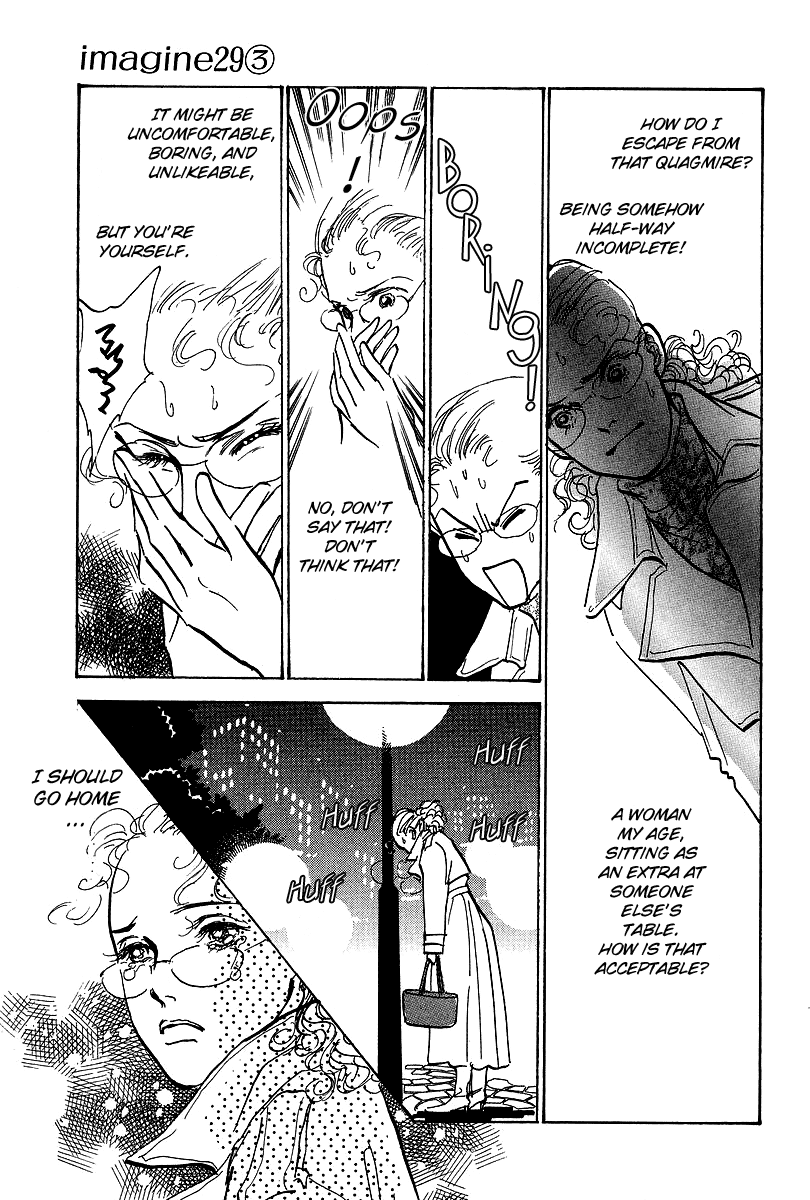 imagine29③
HOW DO I
ESCAPE FROM
THAT QUAGMIRE?
BEING SOMEHOW
HALF-WAY
INCOMPLETE!
A WOMAN
MY AGE,
SITTING AS
AN EXTRA AT
SOMEONE
ELSE'S
TABLE.
HOW IS THAT
ACCEPTABLE?
BORING!
OOOS
!
NO, DON'T
SAY THAT!
DON'T
THINK THAT!
IT MIGHT BE
UNCOMFORTABLE,
BORING, AND
UNLIKEABLE,
BUT YOU'RE
YOURSELF.
Huff
Huff
Huff
Huff
I SHOULD
GO HOME
...